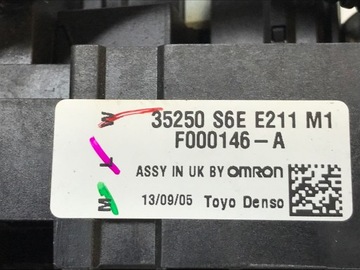 35250 S6E E211 M1
F000146-A
ASSY IN UK BY OMRON
13/09/05 Toyo Denso
M T W